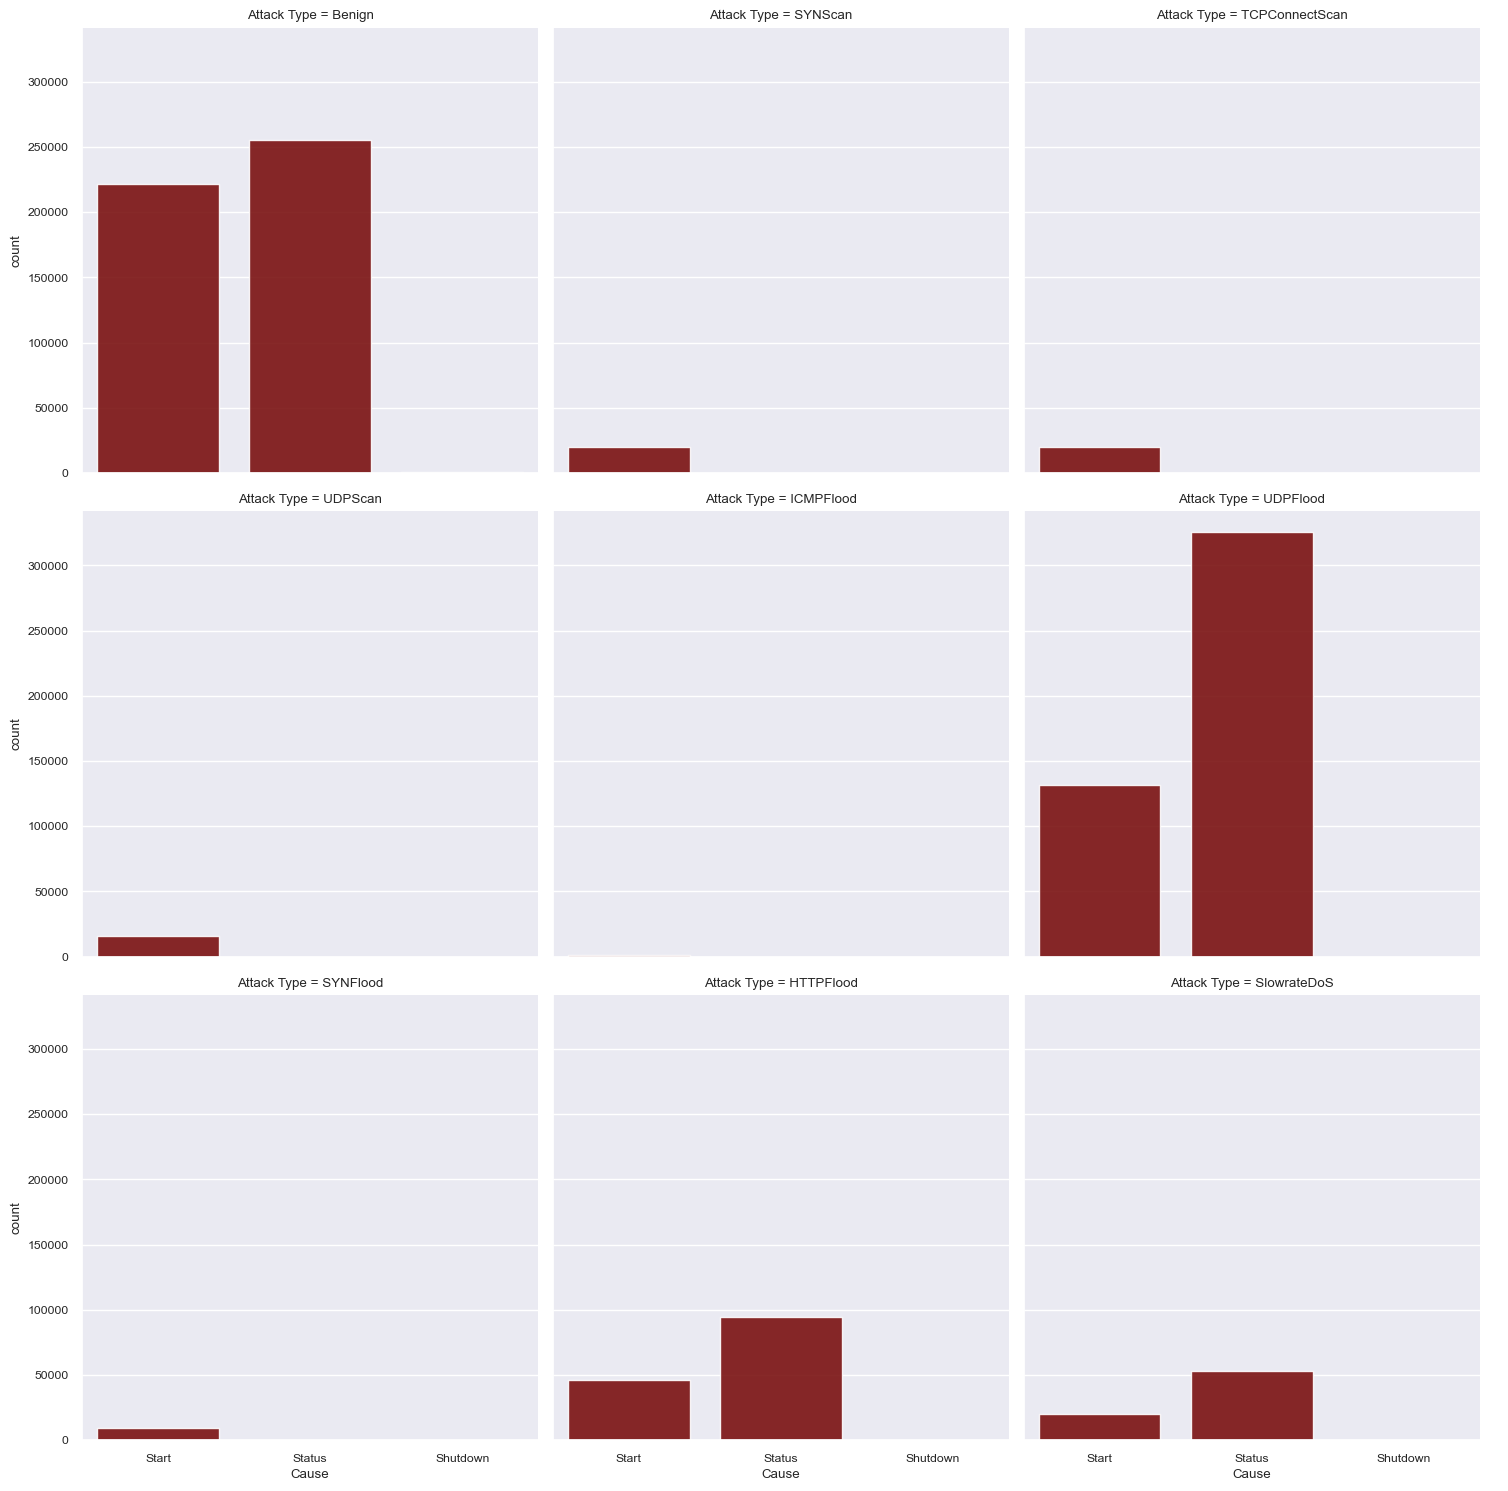 Attack Type = Benign
Attack Type = SYNScan
Attack Type = TCPConnectScan
300000
250000
200000
150000
100000
50000
0
count
Attack Type = UDPScan
Attack Type = ICMPFlood
Attack Type = UDPFlood
300000
250000
200000
150000
100000
50000
0
count
Attack Type = SYNFlood
Attack Type = HTTPFlood
Attack Type = SlowrateDoS
300000
250000
200000
150000
100000
50000
0
count
Start Status Shutdown
Cause
Start Status Shutdown
Cause
Start Status Shutdown
Cause